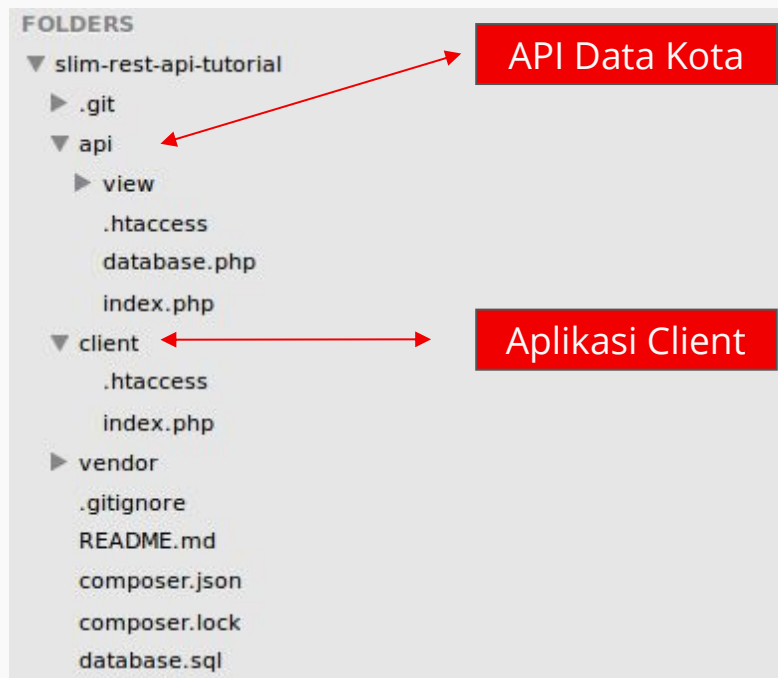 FOLDERS
slim-rest-api-tutorial
API Data Kota
.git
api
view
.htaccess
database.php
index.php
client
Aplikasi Client
.htaccess
index.php
vendor
.gitignore
README.md
composer.json
composer.lock
database.sql